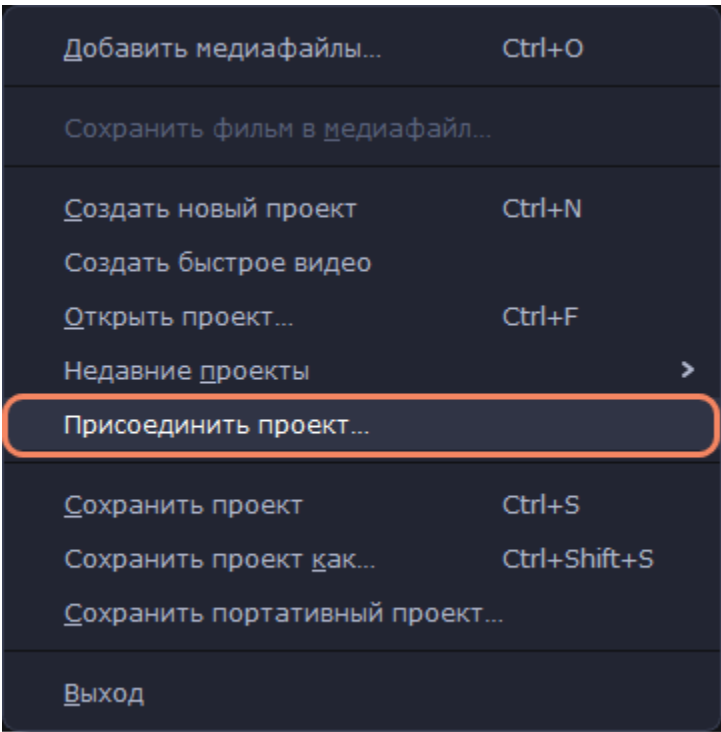 Добавить медиафайлы... Ctrl+O
Сохранить фильм в медиафайл...
Создать новый проект Ctrl+N
Создать быстрое видео
Открыть проект... Ctrl+F
Недавние проекты >
Присоединить проект...
Сохранить проект Ctrl+S
Сохранить проект как... Ctrl+Shift+S
Сохранить портативный проект...
Выход